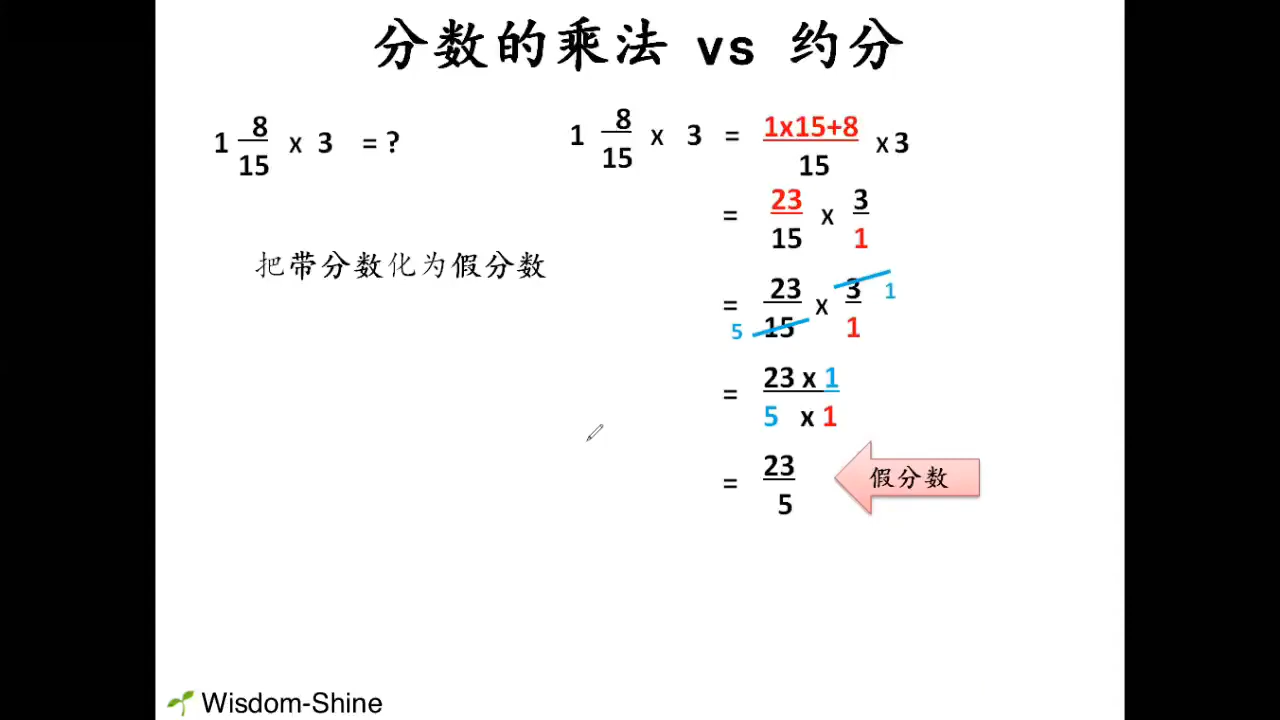 分数的乘法 vs 约分
1 8/15 x 3 = ?
把带分数化为假分数
1 8/15 x 3 = 1x15+8/15 x 3
= 23/15 x 3/1
= 23/15 x 3/1 5 1
= 23 x 1/5 x 1
= 23/5
假分数
Wisdom-Shine